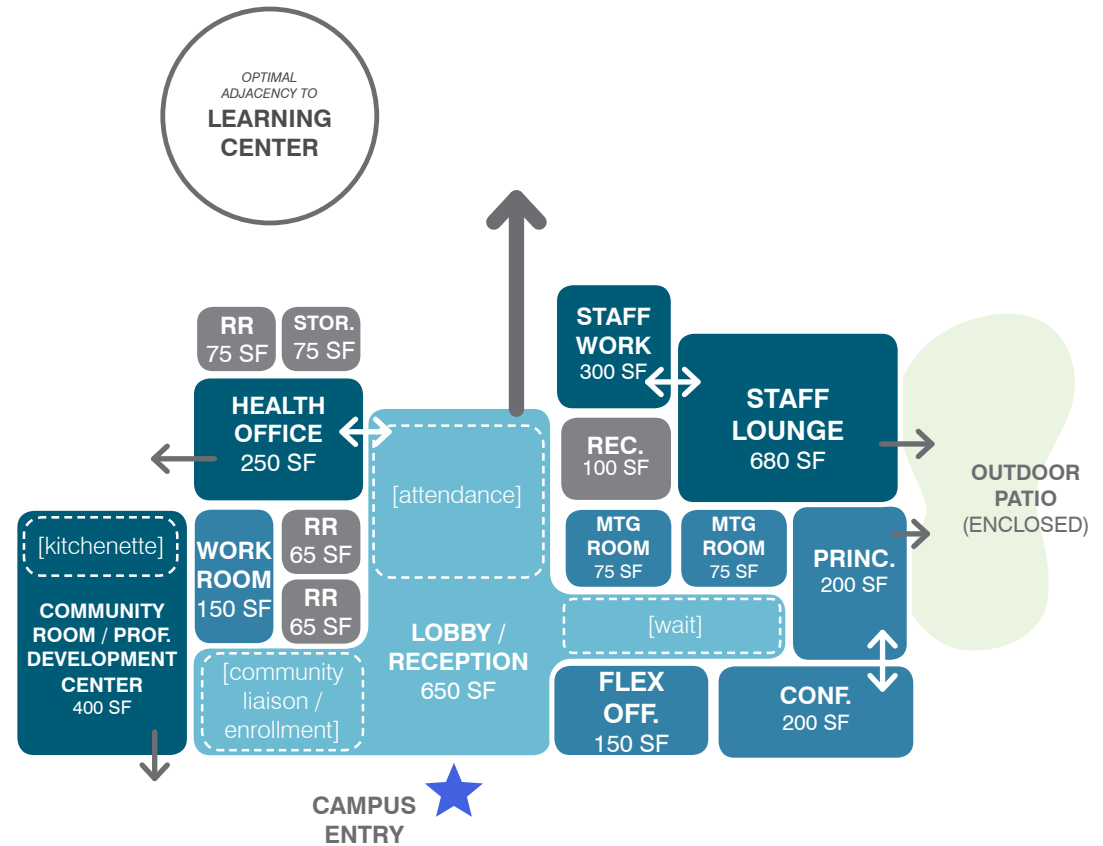 OPTIMAL
ADJACENCY TO
LEARNING
CENTER
RR
75 SF
STOR.
75 SF
HEALTH
OFFICE
250 SF
STAFF
WORK
300 SF
STAFF
LOUNGE
680 SF
REC.
100 SF
[attendance]
OUTDOOR
PATIO
(ENCLOSED)
[kitchenette]
COMMUNITY
ROOM / PROF.
DEVELOPMENT
CENTER
400 SF
WORK
ROOM
150 SF
RR
65 SF
RR
65 SF
MTG
ROOM
75 SF
MTG
ROOM
75 SF
PRINC.
200 SF
[wait]
LOBBY /
RECEPTION
650 SF
[community
liaison /
enrollment]
FLEX
OFF.
150 SF
CONF.
200 SF
CAMPUS
ENTRY